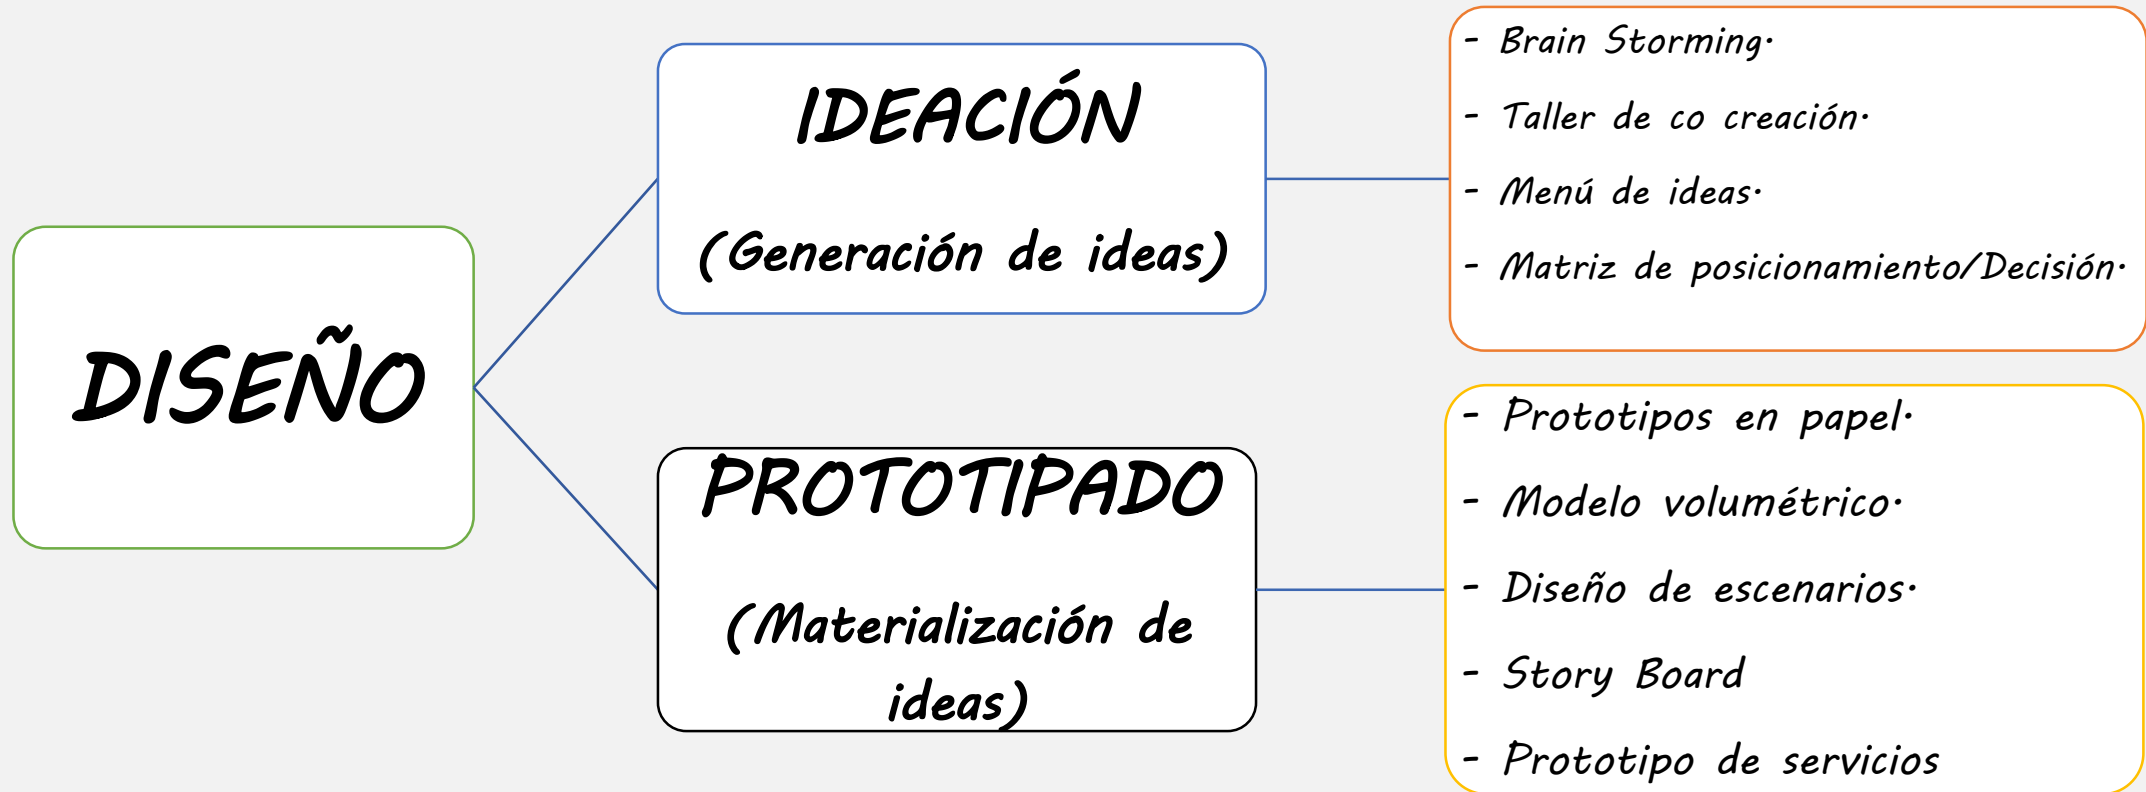 DISEÑO
IDEACIÓN
(Generación de ideas)
- Brain Storming.
- Taller de co creación.
- Menú de ideas.
- Matriz de posicionamiento/Decisión.
PROTOTIPADO
(Materialización de
ideas)
- Prototipos en papel.
- Modelo volumétrico.
- Diseño de escenarios.
- Story Board
- Prototipo de servicios